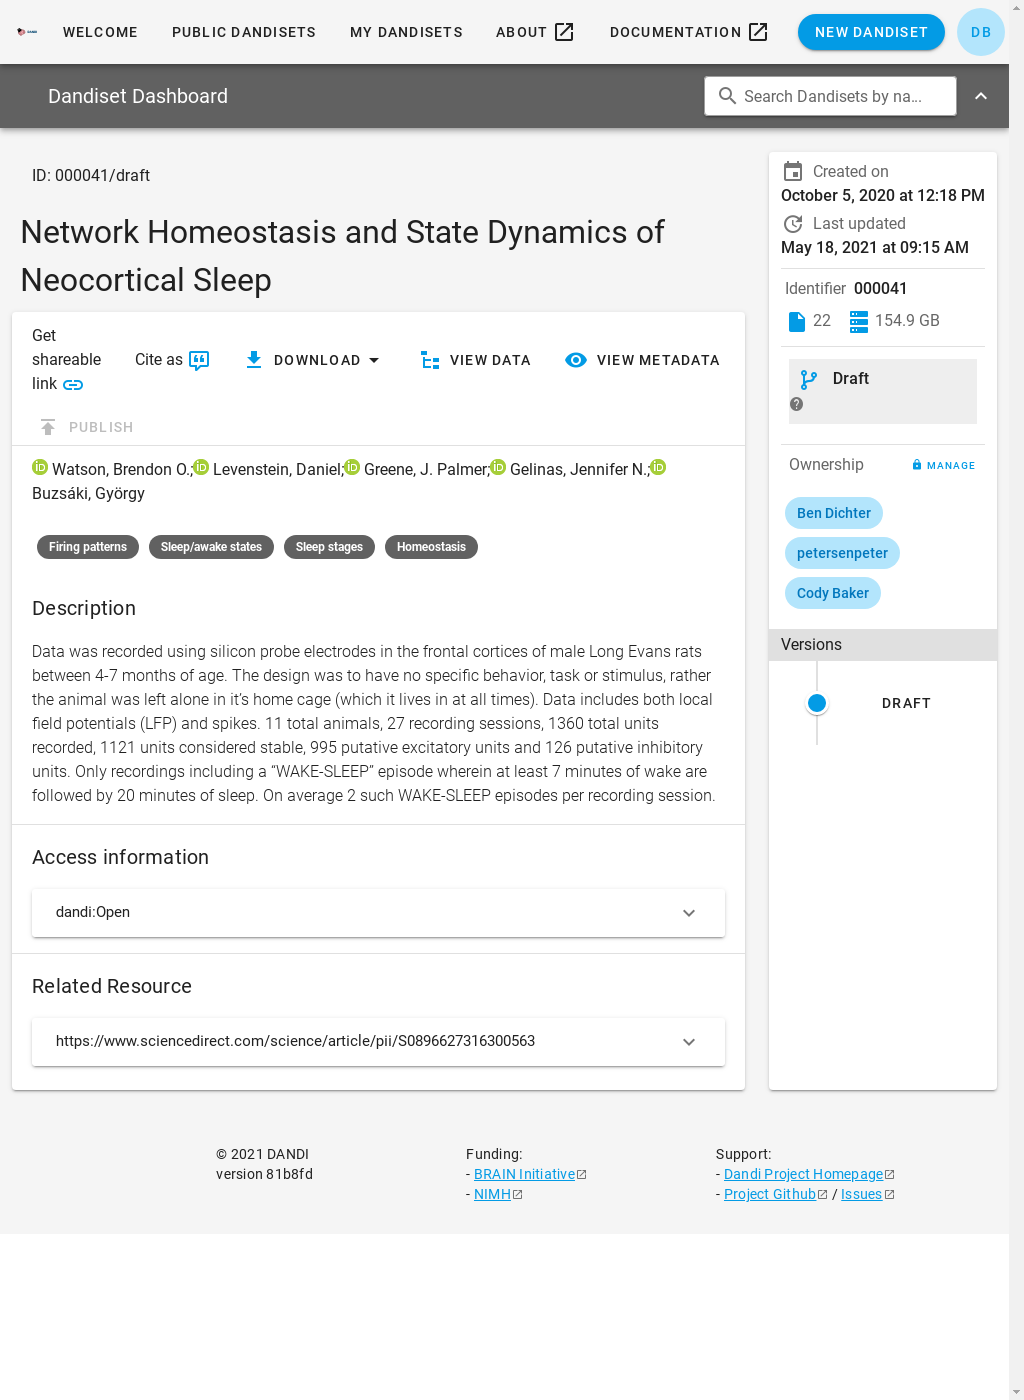 WELCOME
PUBLIC DANDISETS
MY DANDISETS
ABOUT
DOCUMENTATION
NEW DANDISET
DB
Dandiset Dashboard
Search Dandisets by na...
ID: 000041/draft
Network Homeostasis and State Dynamics of
Neocortical Sleep
Get
shareable
link
Cite as
DOWNLOAD
VIEW DATA
VIEW METADATA
PUBLISH
Watson, Brendon O.; Levenstein, Daniel; Greene, J. Palmer; Gelinas, Jennifer N.;
Buzsáki, György
Firing patterns
Sleep/awake states
Sleep stages
Homeostasis
Description
Data was recorded using silicon probe electrodes in the frontal cortices of male Long Evans rats
between 4-7 months of age. The design was to have no specific behavior, task or stimulus, rather
the animal was left alone in it’s home cage (which it lives in at all times). Data includes both local
field potentials (LFP) and spikes. 11 total animals, 27 recording sessions, 1360 total units
recorded, 1121 units considered stable, 995 putative excitatory units and 126 putative inhibitory
units. Only recordings including a “WAKE-SLEEP” episode wherein at least 7 minutes of wake are
followed by 20 minutes of sleep. On average 2 such WAKE-SLEEP episodes per recording session.
Access information
dandi:Open
Related Resource
https://www.sciencedirect.com/science/article/pii/S0896627316300563
Created on
October 5, 2020 at 12:18 PM
Last updated
May 18, 2021 at 09:15 AM
Identifier 000041
22
154.9 GB
Draft
Ownership
MANAGE
Ben Dichter
petersenpeter
Cody Baker
Versions
DRAFT
© 2021 DANDI
version 81b8fd
Funding:
- BRAIN Initiative
- NIMH
Support:
- Dandi Project Homepage
- Project Github / Issues